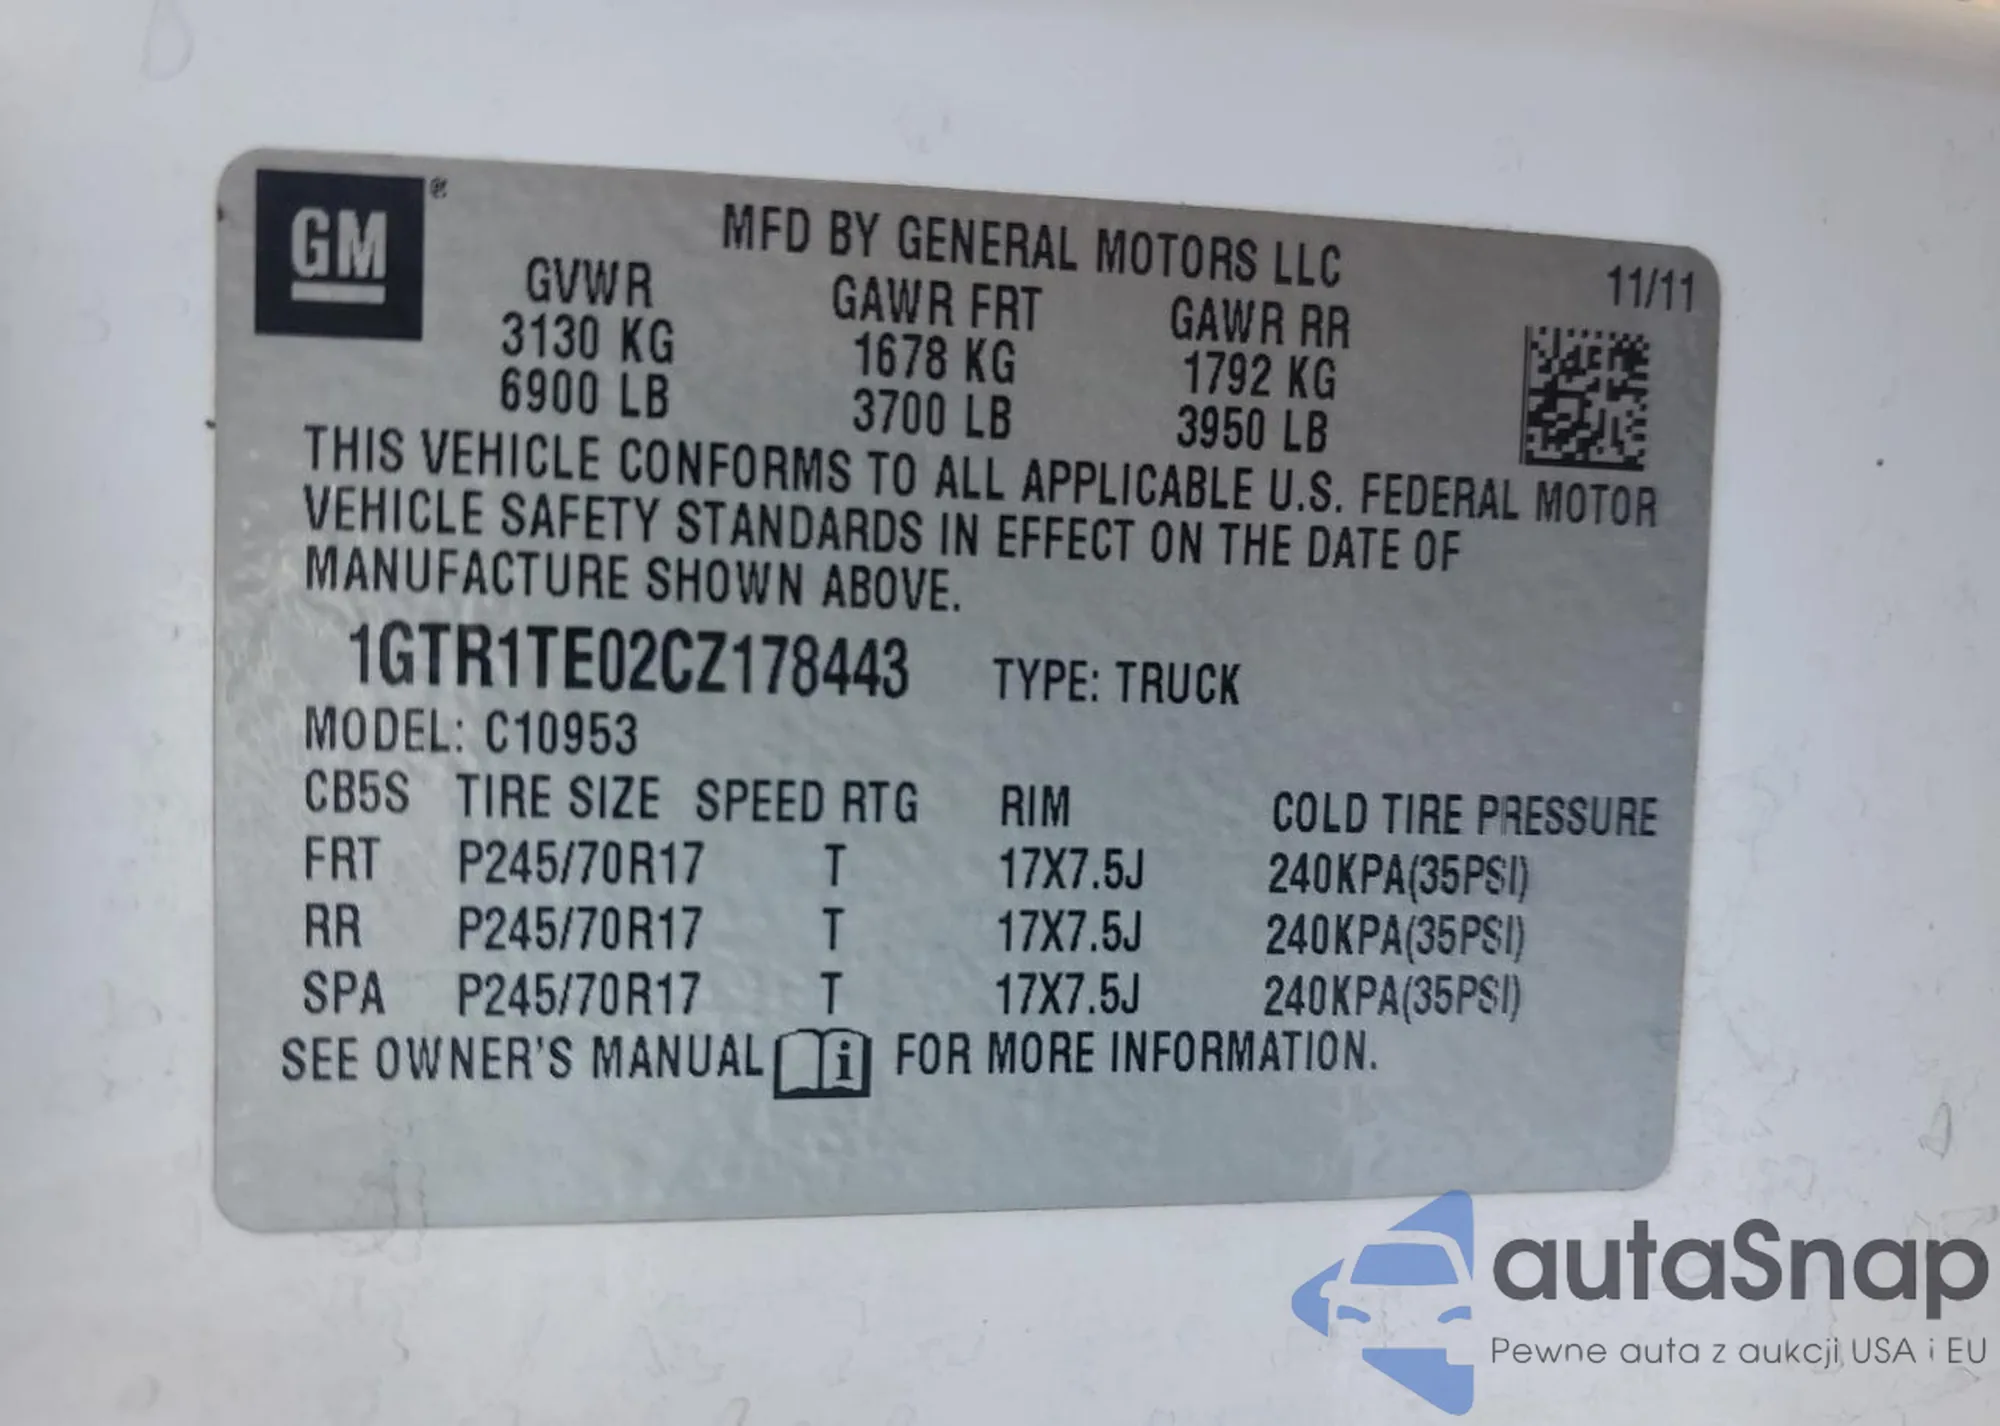 GM®
MFD BY GENERAL MOTORS LLC
11/11
GVWR GAWR FRT GAWR RR
3130 KG 1678 KG 1792 KG
6900 LB 3700 LB 3950 LB
THIS VEHICLE CONFORMS TO ALL APPLICABLE U.S. FEDERAL MOTOR
VEHICLE SAFETY STANDARDS IN EFFECT ON THE DATE OF
MANUFACTURE SHOWN ABOVE.
1GTR1TE02CZ178443 TYPE: TRUCK
MODEL: C10953
CB5S TIRE SIZE SPEED RTG RIM COLD TIRE PRESSURE
FRT P245/70R17 T 17X7.5J 240KPA(35PSI)
RR P245/70R17 T 17X7.5J 240KPA(35PSI)
SPA P245/70R17 T 17X7.5J 240KPA(35PSI)
SEE OWNER'S MANUAL i FOR MORE INFORMATION.
autaSnap
Pewne auta z aukcji USA i EU